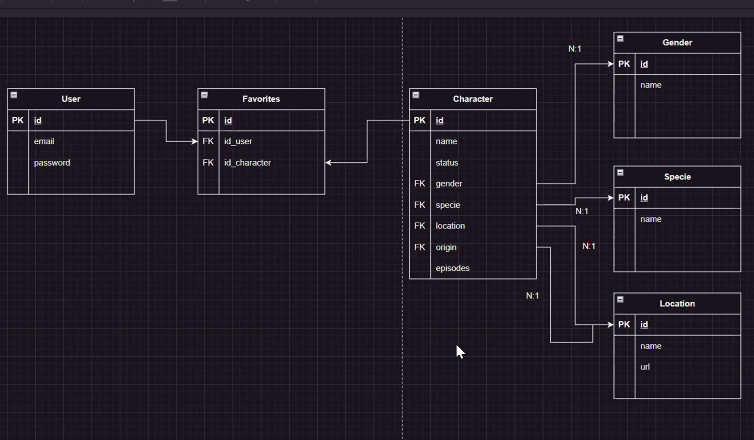 User
PK id
email
password
Favorites
PK id
FK id_user
FK id_character
Character
PK id
name
status
FK gender
FK specie
FK location
FK origin
episodes
N:1
N:1
N:1
N:1
Gender
PK id
name
Specie
PK id
name
Location
PK id
name
url